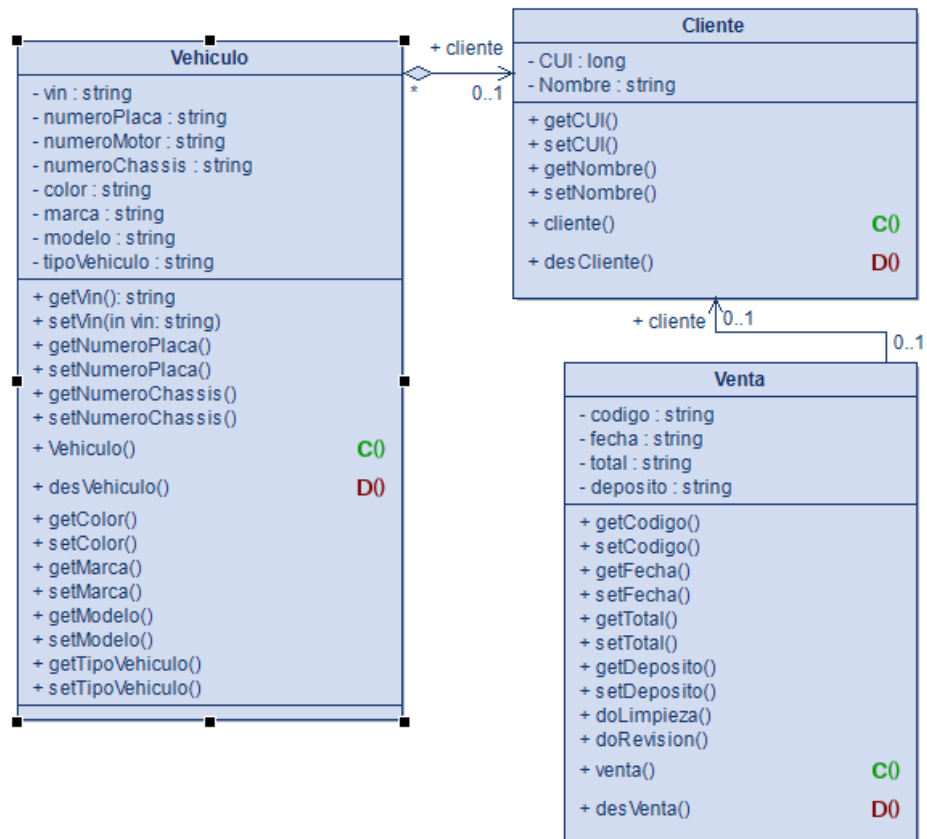 Vehiculo
- vin : string
- numeroPlaca : string
- numeroMotor : string
- numeroChassis : string
- color : string
- marca : string
- modelo : string
- tipoVehiculo : string
+ getVin(): string
+ setVin(in vin: string)
+ getNumeroPlaca()
+ setNumeroPlaca()
+ getNumeroChassis()
+ setNumeroChassis()
+ Vehiculo() C()
+ desVehiculo() D()
+ getColor()
+ setColor()
+ getMarca()
+ setMarca()
+ getModelo()
+ setModelo()
+ getTipoVehiculo()
+ setTipoVehiculo()
+ cliente
* 0..1
Cliente
- CUI : long
- Nombre : string
+ getCUI()
+ setCUI()
+ getNombre()
+ setNombre()
+ cliente() C()
+ desCliente() D()
+ cliente 0..1
0..1
Venta
- codigo : string
- fecha : string
- total : string
- deposito : string
+ getCodigo()
+ setCodigo()
+ getFecha()
+ setFecha()
+ getTotal()
+ setTotal()
+ getDeposito()
+ setDeposito()
+ doLimpieza()
+ doRevision()
+ venta() C()
+ desVenta() D()